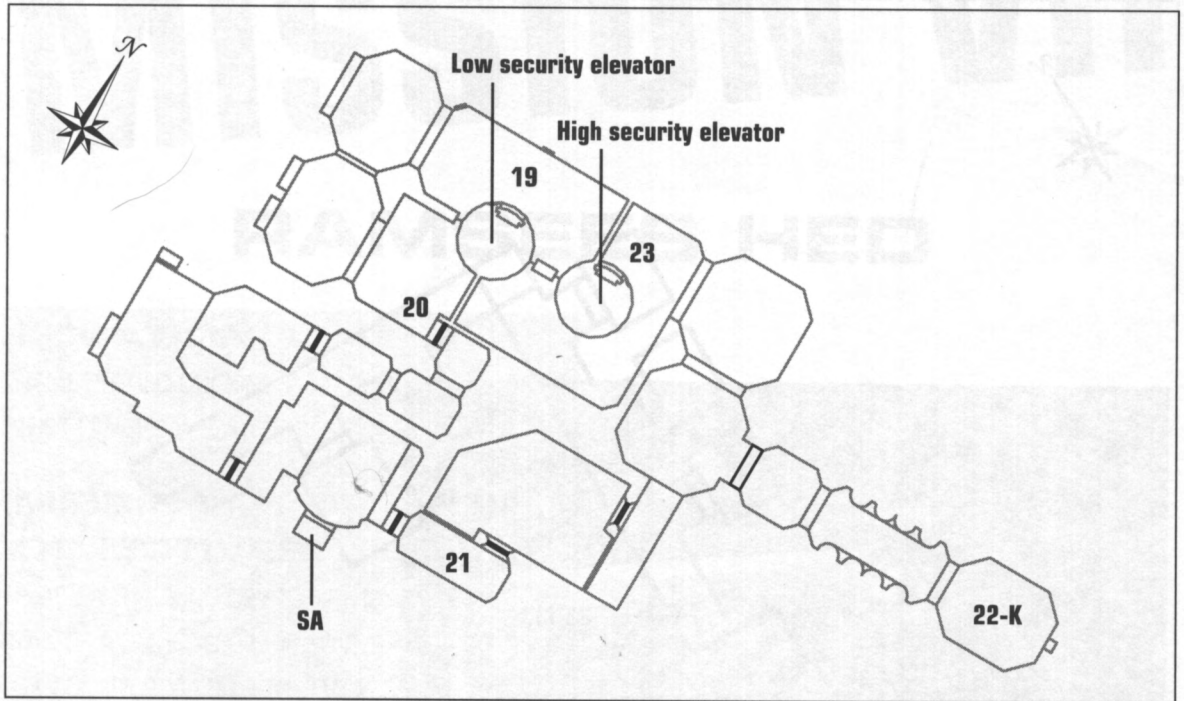 N
Low security elevator
High security elevator
19
23
20
21
SA
22-K